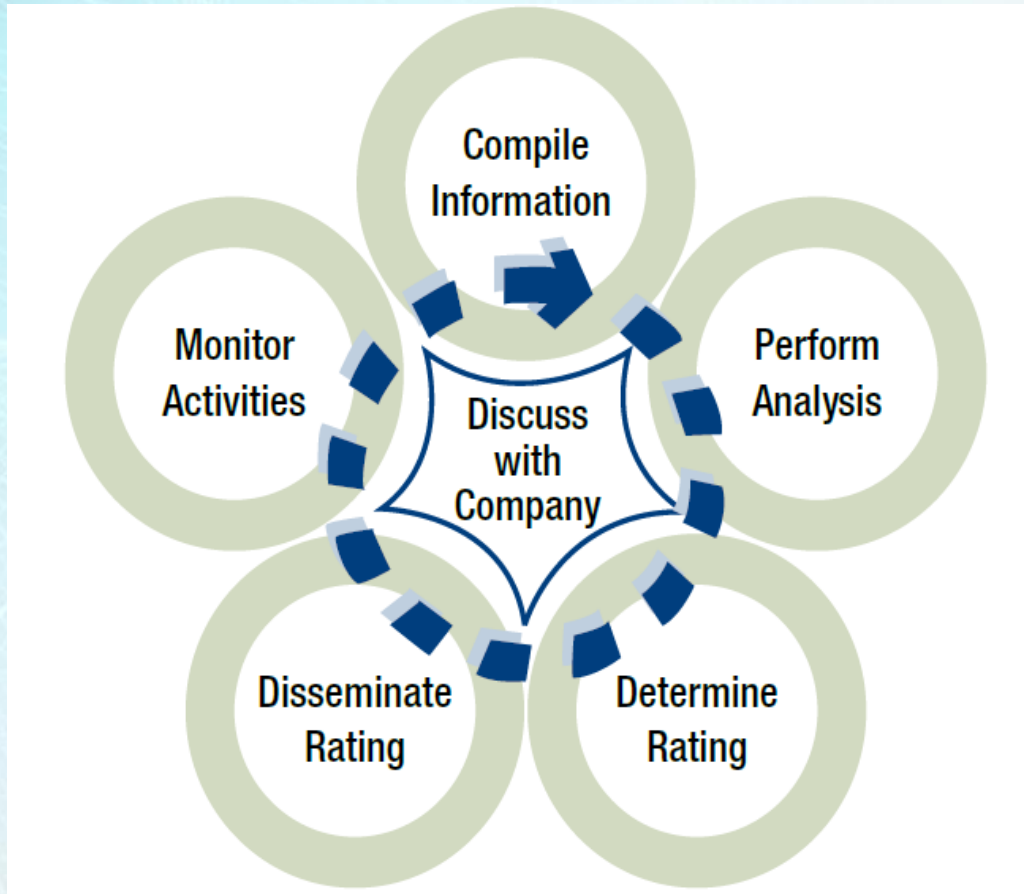 Compile
Information
Perform
Analysis
Determine
Rating
Disseminate
Rating
Monitor
Activities
Discuss
with
Company